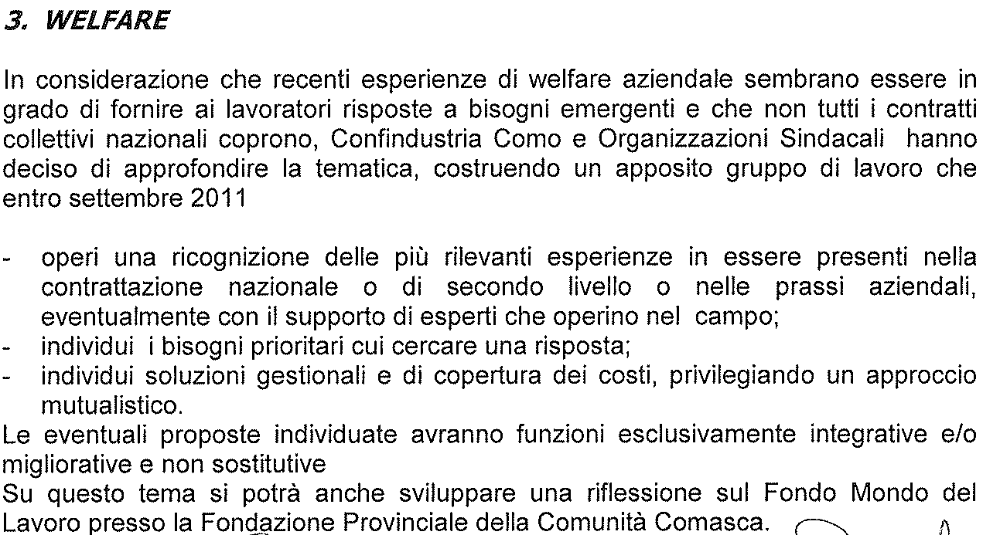 3. WELFARE
In considerazione che recenti esperienze di welfare aziendale sembrano essere in
grado di fornire ai lavoratori risposte a bisogni emergenti e che non tutti i contratti
collettivi nazionali coprono, Confindustria Como e Organizzazioni Sindacali hanno
deciso di approfondire la tematica, costruendo un apposito gruppo di lavoro che
entro settembre 2011
- operi una ricognizione delle più rilevanti esperienze in essere presenti nella
contrattazione nazionale o di secondo livello o nelle prassi aziendali,
eventualmente con il supporto di esperti che operino nel campo;
- individui i bisogni prioritari cui cercare una risposta;
- individui soluzioni gestionali e di copertura dei costi, privilegiando un approccio
mutualistico.
Le eventuali proposte individuate avranno funzioni esclusivamente integrative e/o
migliorative e non sostitutive
Su questo tema si potrà anche sviluppare una riflessione sul Fondo Mondo del
Lavoro presso la Fondazione Provinciale della Comunità Comasca.